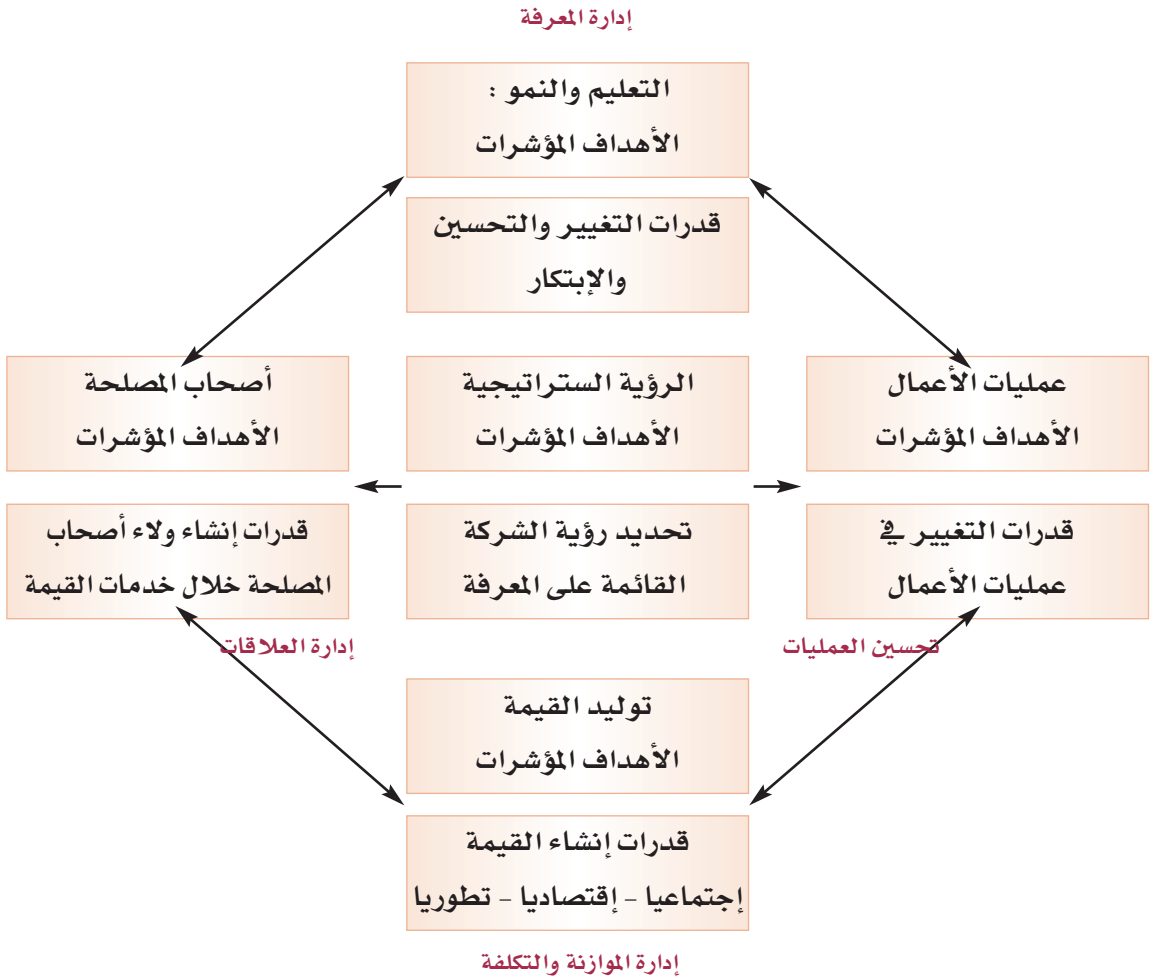 إدارة المعرفة
التعليم والنمو :
الأهداف المؤشرات
قدرات التغيير والتحسين
والإبتكار
عمليات الأعمال
الأهداف المؤشرات
الرؤية الستراتيجية
الأهداف المؤشرات
أصحاب المصلحة
الأهداف المؤشرات
قدرات التغيير في
عمليات الأعمال
تحديد رؤية الشركة
القائمة على المعرفة
قدرات إنشاء ولاء أصحاب
المصلحة خلال خدمات القيمة
تحسين العمليات
إدارة العلاقات
توليد القيمة
الأهداف المؤشرات
قدرات إنشاء القيمة
إجتماعيا - إقتصاديا - تطوريا
إدارة الموازنة والتكلفة